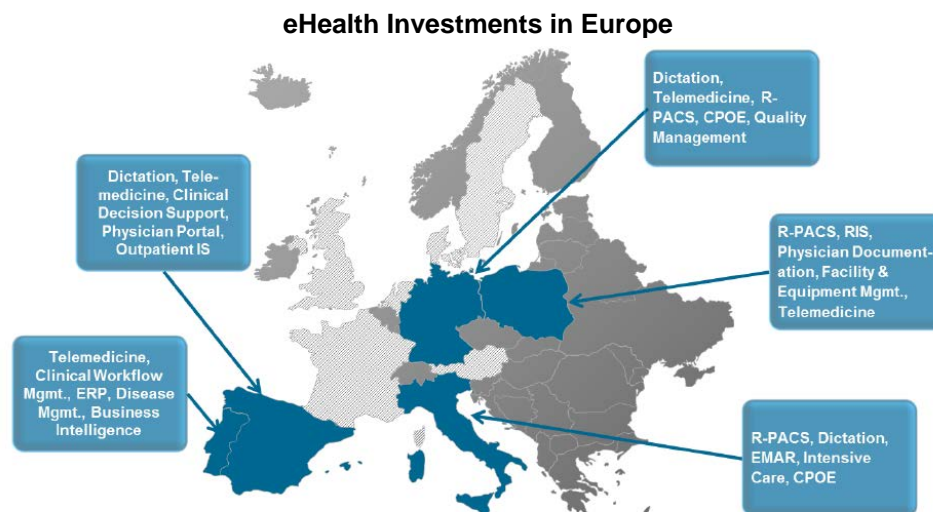 eHealth Investments in Europe
Dictation,
Telemedicine, R-
PACS, CPOE, Quality
Management
Dictation, Tele-
medicine, Clinical
Decision Support,
Physician Portal,
Outpatient IS
R-PACS, RIS,
Physician Document-
ation, Facility &
Equipment Mgmt.,
Telemedicine
Telemedicine,
Clinical Workflow
Mgmt., ERP, Disease
Mgmt., Business
Intelligence
R-PACS, Dictation,
EMAR, Intensive
Care, CPOE